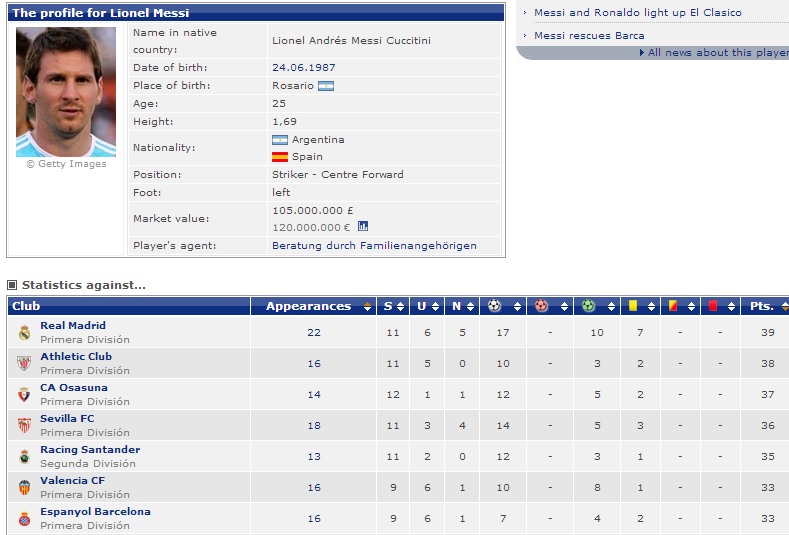 The profile for Lionel Messi
Name in native
country:
Lionel Andrés Messi Cuccitini
Date of birth: 24.06.1987
Place of birth: Rosario
Age: 25
Height: 1,69
Nationality:
Argentina
Spain
Position: Striker - Centre Forward
Foot: left
Market value:
105.000.000 £
120.000.000 €
Player's agent: Beratung durch Familienangehörigen
© Getty Images
Messi and Ronaldo light up El Clasico
Messi rescues Barca
All news about this player
Statistics against...
Club Appearances S U N Pts.
Real Madrid
Primera División
22 11 6 5 17 - 10 7 - - 39
Athletic Club
Primera División
16 11 5 0 10 - 3 2 - - 38
CA Osasuna
Primera División
14 12 1 1 12 - 5 2 - - 37
Sevilla FC
Primera División
18 11 3 4 14 - 5 3 - - 36
Racing Santander
Segunda División
13 11 2 0 12 - 3 1 - - 35
Valencia CF
Primera División
16 9 6 1 10 - 8 1 - - 33
Espanyol Barcelona
Primera División
16 9 6 1 7 - 4 2 - - 33